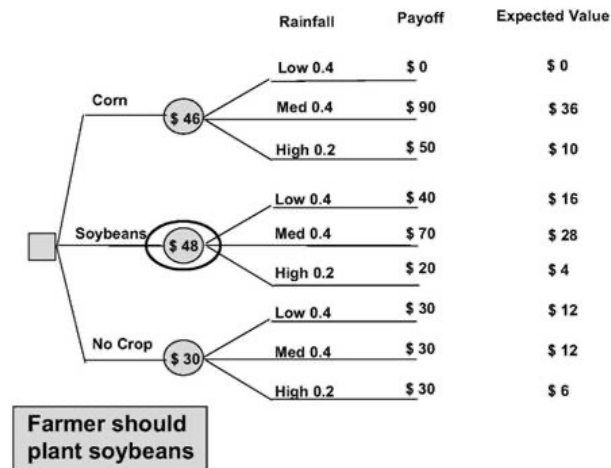 Rainfall Payoff Expected Value
Low 0.4 $ 0 $ 0
Corn
$ 46 Med 0.4 $ 90 $ 36
High 0.2 $ 50 $ 10
Low 0.4 $ 40 $ 16
Soybeans $ 48 Med 0.4 $ 70 $ 28
High 0.2 $ 20 $ 4
Low 0.4 $ 30 $ 12
No Crop $ 30 Med 0.4 $ 30 $ 12
High 0.2 $ 30 $ 6
Farmer should
plant soybeans